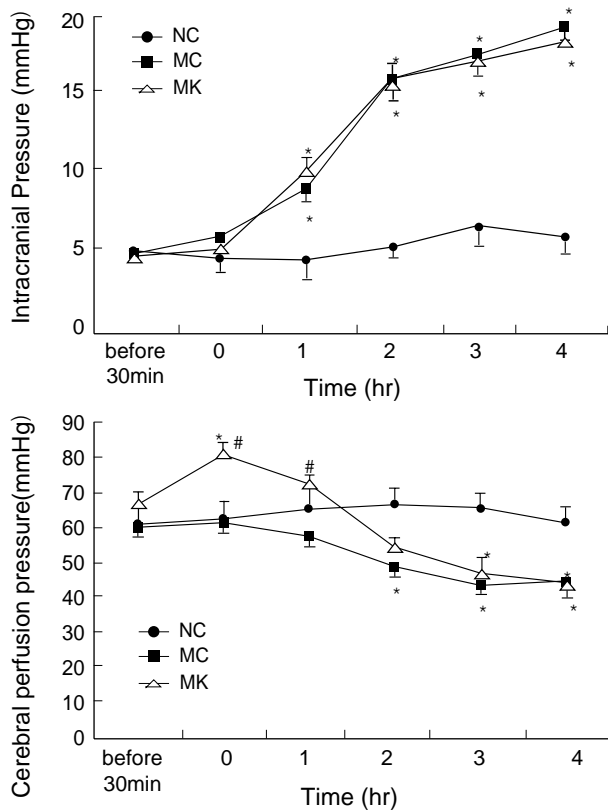 Intracranial Pressure (mmHg)
20
15
10
5
0
NC
MC
MK
*
*
*
*
*
*
*
*
before
30min
0
1
2
3
4
Time (hr)
Cerebral perfusion pressure(mmHg)
90
80
70
60
50
40
30
20
10
0
*
#
#
*
*
*
*
*
NC
MC
MK
before
30min
0
1
2
3
4
Time (hr)